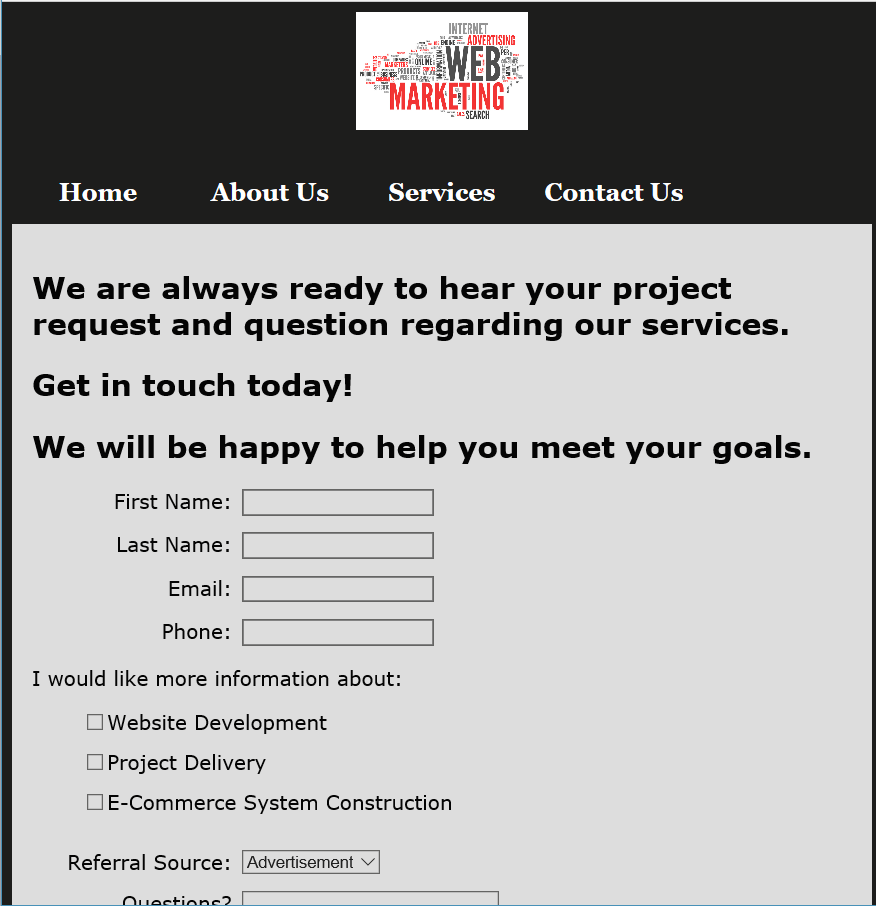 INTERNET
ADVERTISING
WEB
ONLINE
PRODUCTS
MARKETING
SEARCH
Home About Us Services Contact Us
We are always ready to hear your project
request and question regarding our services.
Get in touch today!
We will be happy to help you meet your goals.
First Name:
Last Name:
Email:
Phone:
I would like more information about:
Website Development
Project Delivery
E-Commerce System Construction
Referral Source: Advertisement
Questions?